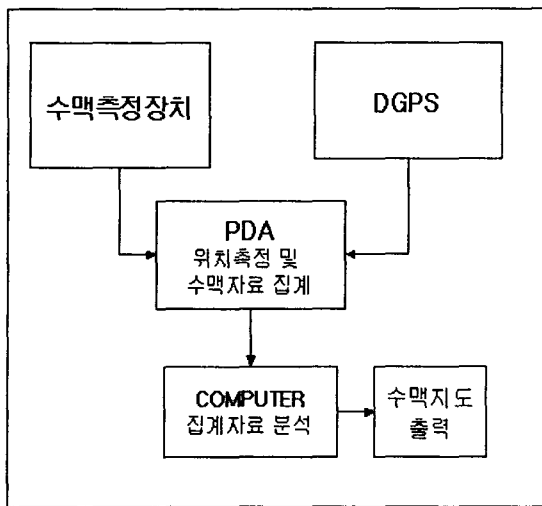 수맥측정장치
DGPS
PDA
위치측정 및
수맥자료 집계
COMPUTER
집계자료 분석
수맥지도
출력